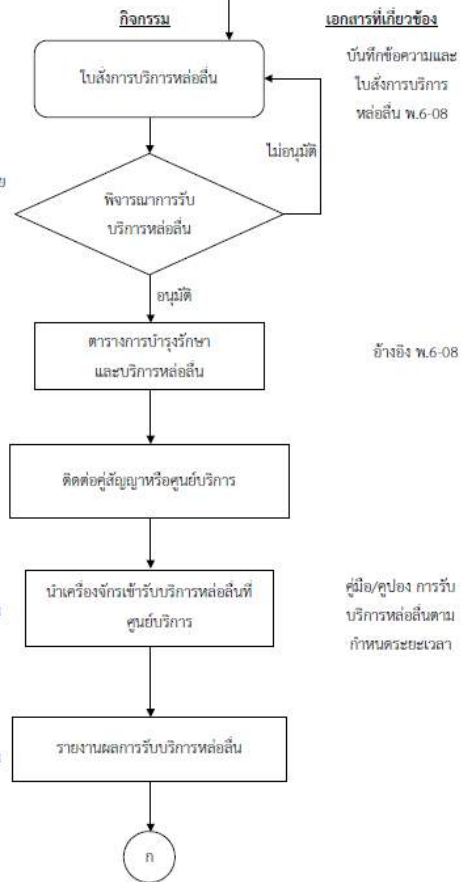 กิจกรรม
เอกสารที่เกี่ยวข้อง
ใบสั่งการบริการหล่อลื่น
บันทึกข้อความและ
ใบสั่งการบริการ
หล่อลื่น พ.6-08
ไม่อนุมัติ
พิจารณาการรับ
บริการหล่อลื่น
อนุมัติ
ตารางการบำรุงรักษา
และบริการหล่อลื่น
อ้างอิง พ.6-08
ติดต่อคู่สัญญาหรือศูนย์บริการ
นำเครื่องจักรเข้ารับบริการหล่อลื่นที่
ศูนย์บริการ
คู่มือ/คูปอง การรับ
บริการหล่อลื่นตาม
กำหนดระยะเวลา
รายงานผลการรับบริการหล่อลื่น
ก